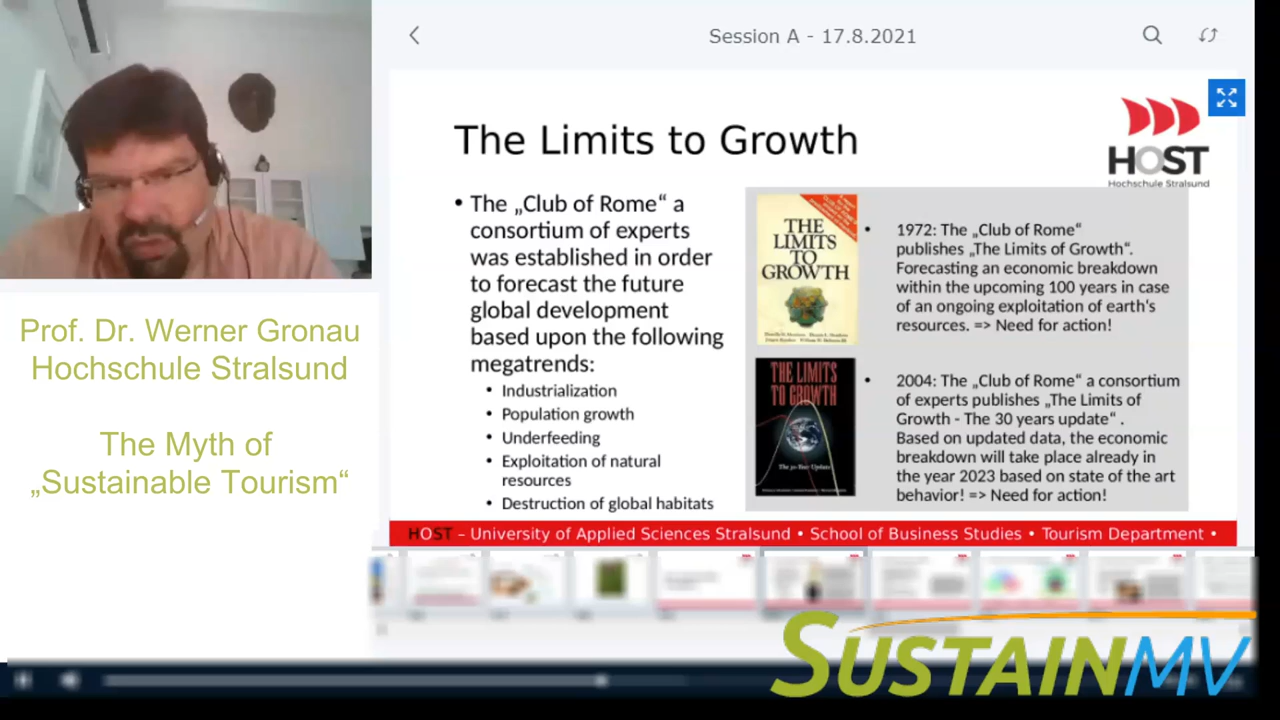 Session A - 17.8.2021
The Limits to Growth
HOST
Hochschule Stralsund
• The „Club of Rome“ a
consortium of experts
was established in order
to forecast the future
global development
based upon the following
megatrends:
• Industrialization
• Population growth
• Underfeeding
• Exploitation of natural
resources
• Destruction of global habitats
THE
LIMITS
TO
GROWTH
• 1972: The „Club of Rome“
publishes „The Limits of Growth“.
Forecasting an economic breakdown
within the upcoming 100 years in case
of an ongoing exploitation of earth's
resources. => Need for action!
THE LIMITS
TO GROWTH
The 30-Year Update
• 2004: The „Club of Rome“ a consortium
of experts publishes „The Limits of
Growth - The 30 years update“ .
Based on updated data, the economic
breakdown will take place already in
the year 2023 based on state of the art
behavior! => Need for action!
HOST – University of Applied Sciences Stralsund • School of Business Studies • Tourism Department •
Prof. Dr. Werner Gronau
Hochschule Stralsund
The Myth of
„Sustainable Tourism“
SUSTAINMV